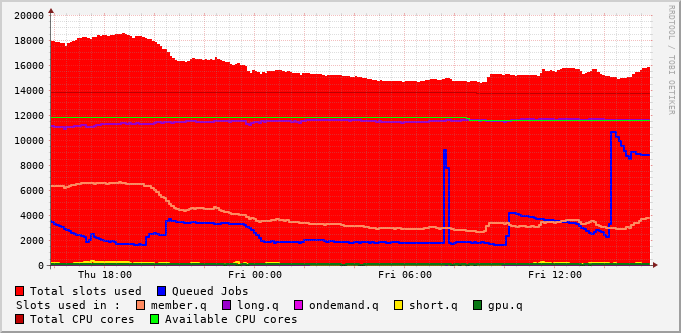 20000
18000
16000
14000
12000
10000
8000
6000
4000
2000
0
Thu 18:00 Fri 00:00 Fri 06:00 Fri 12:00
RRDTOOL / TOBI OETIKER
Total slots used Queued Jobs
Slots used in : member.q long.q ondemand.q short.q gpu.q
Total CPU cores Available CPU cores